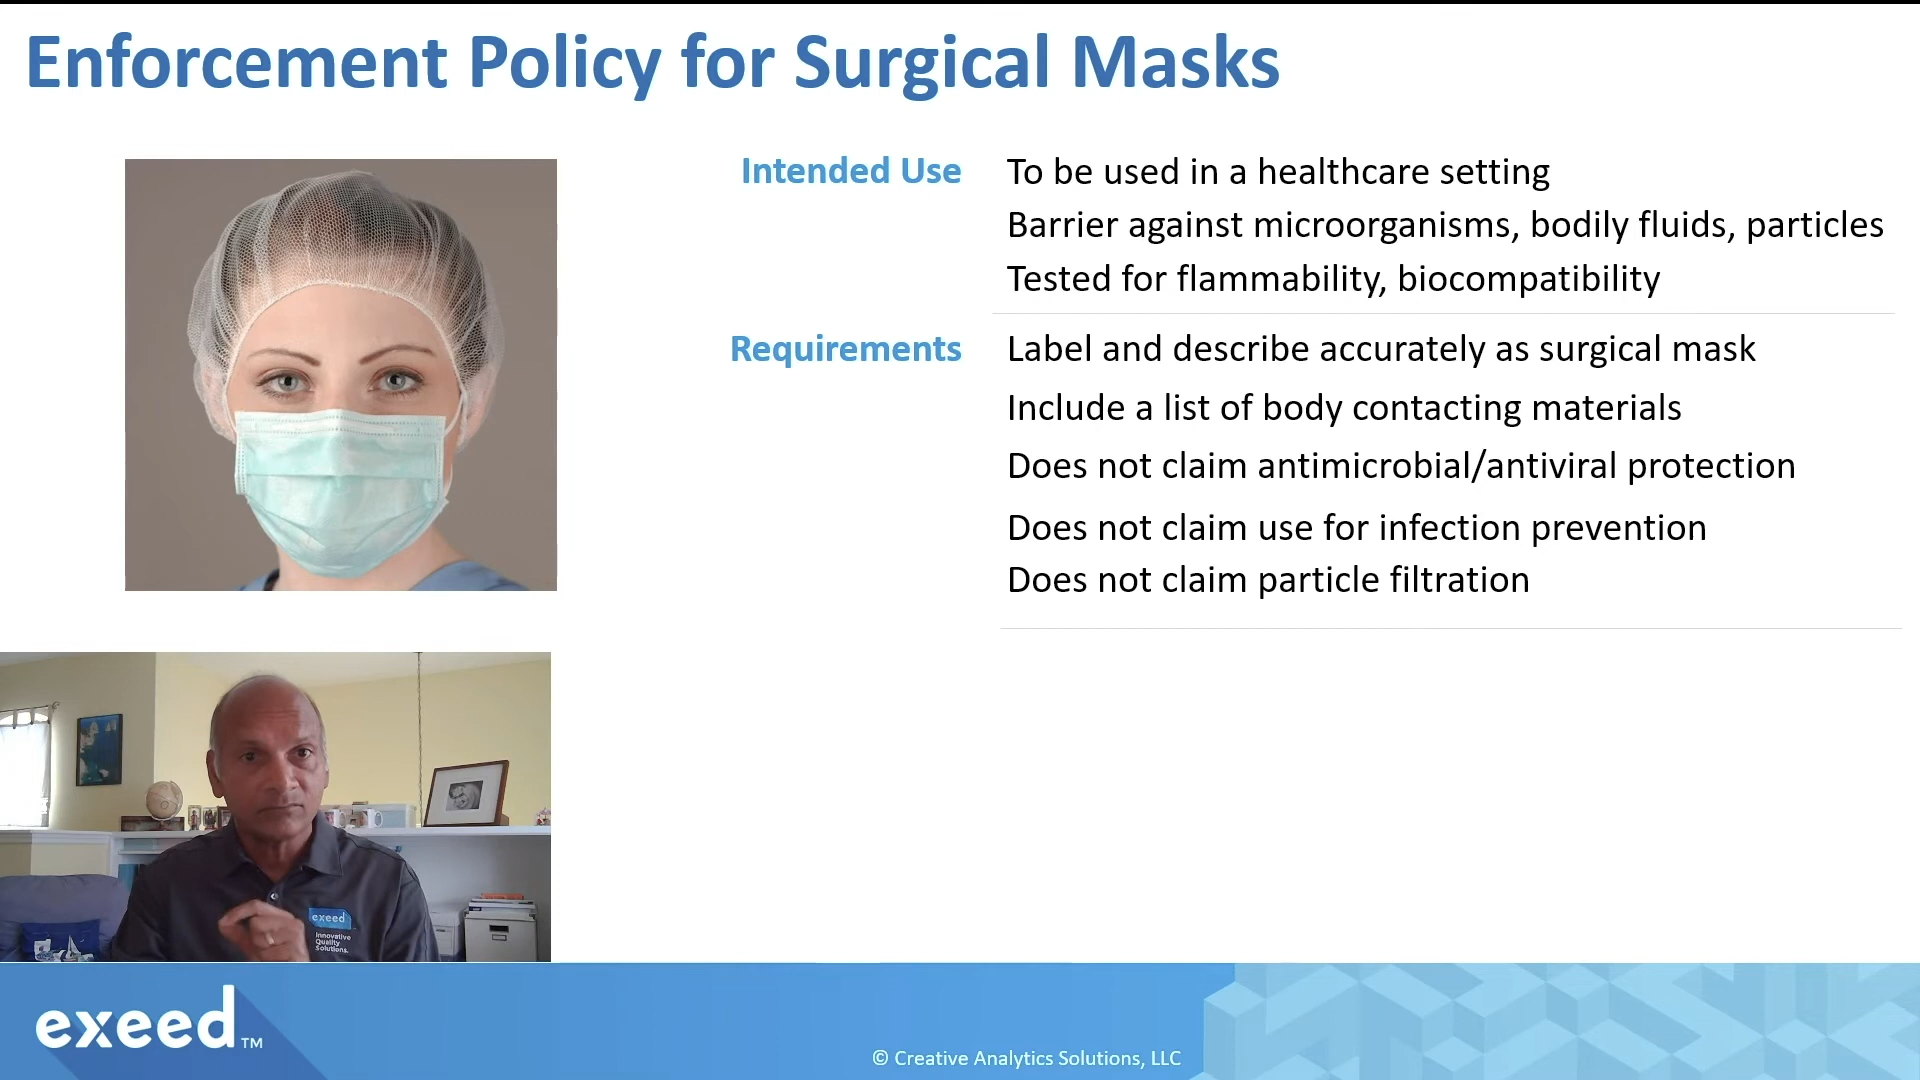 Enforcement Policy for Surgical Masks
Intended Use
To be used in a healthcare setting
Barrier against microorganisms, bodily fluids, particles
Tested for flammability, biocompatibility
Requirements
Label and describe accurately as surgical mask
Include a list of body contacting materials
Does not claim antimicrobial/antiviral protection
Does not claim use for infection prevention
Does not claim particle filtration
exeed
Innovative
Quality
Solutions.
exeed™
© Creative Analytics Solutions, LLC